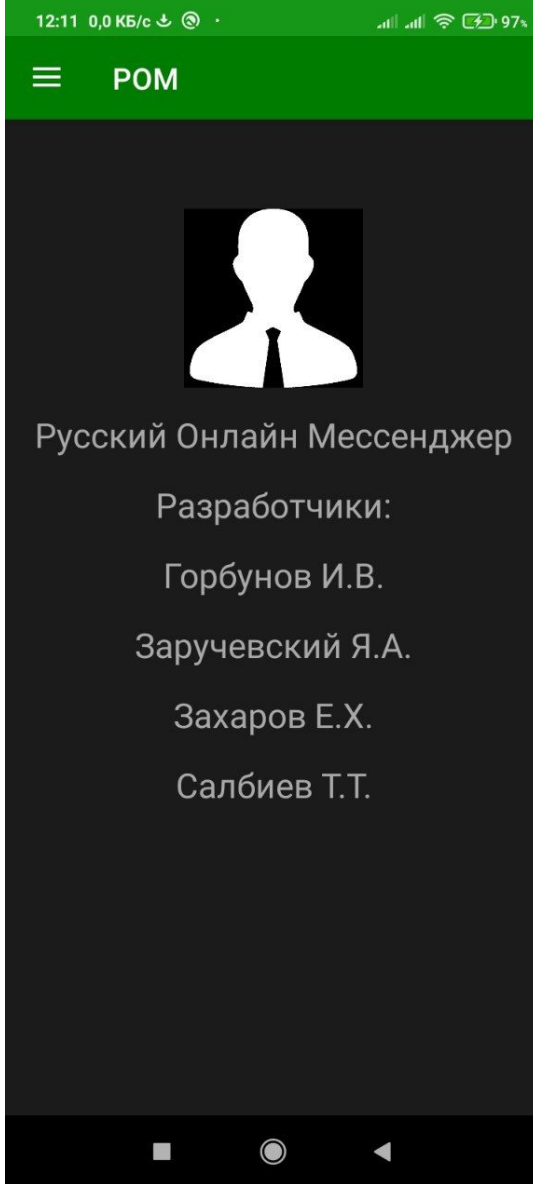 12:11 0,0 КБ/с 97%
РОМ
Русский Онлайн Мессенджер
Разработчики:
Горбунов И.В.
Заручевский Я.А.
Захаров Е.Х.
Салбиев Т.Т.